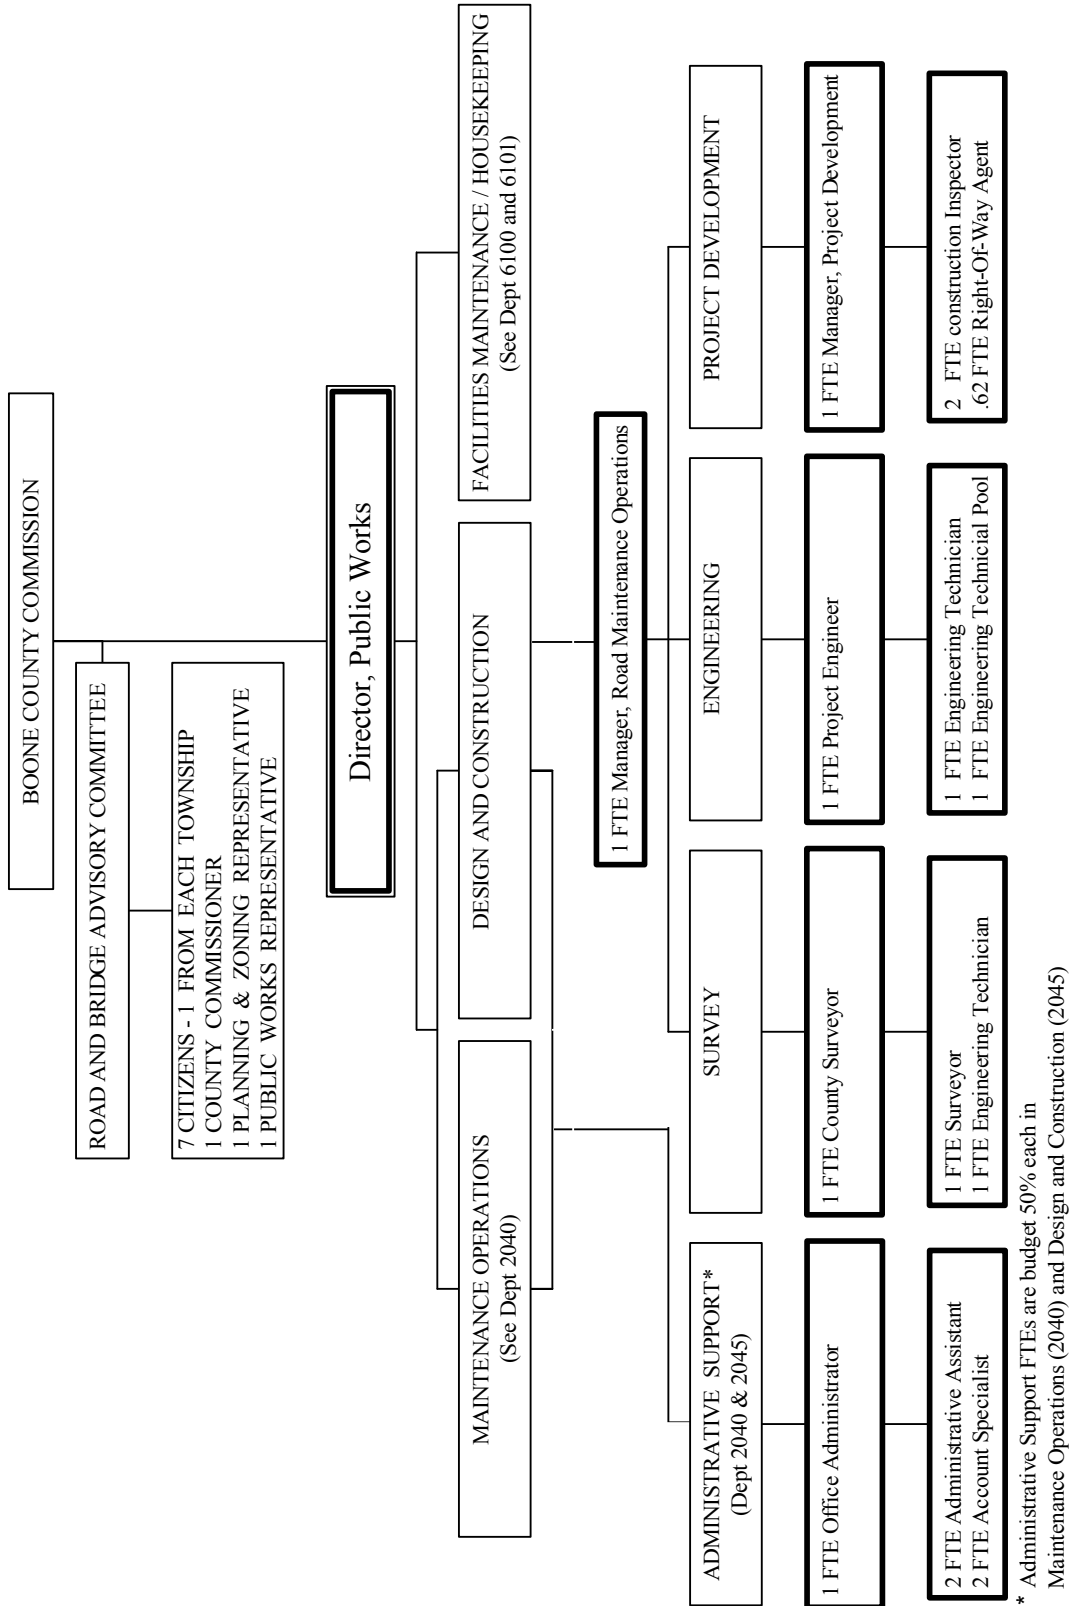 BOONE COUNTY COMMISSION
ROAD AND BRIDGE ADVISORY COMMITTEE
7 CITIZENS - 1 FROM EACH TOWNSHIP
1 COUNTY COMMISSIONER
1 PLANNING & ZONING REPRESENTATIVE
1 PUBLIC WORKS REPRESENTATIVE
Director, Public Works
MAINTENANCE OPERATIONS
(See Dept 2040)
DESIGN AND CONSTRUCTION
FACILITIES MAINTENANCE / HOUSEKEEPING
(See Dept 6100 and 6101)
1 FTE Manager, Road Maintenance Operations
ADMINISTRATIVE SUPPORT*
(Dept 2040 & 2045)
SURVEY
ENGINEERING
PROJECT DEVELOPMENT
1 FTE Office Administrator
1 FTE County Surveyor
1 FTE Project Engineer
1 FTE Manager, Project Development
2 FTE Administrative Assistant
2 FTE Account Specialist
1 FTE Surveyor
1 FTE Engineering Technician
1 FTE Engineering Technician
1 FTE Engineering Technicial Pool
2 FTE construction Inspector
.62 FTE Right-Of-Way Agent
* Administrative Support FTEs are budget 50% each in
Maintenance Operations (2040) and Design and Construction (2045)